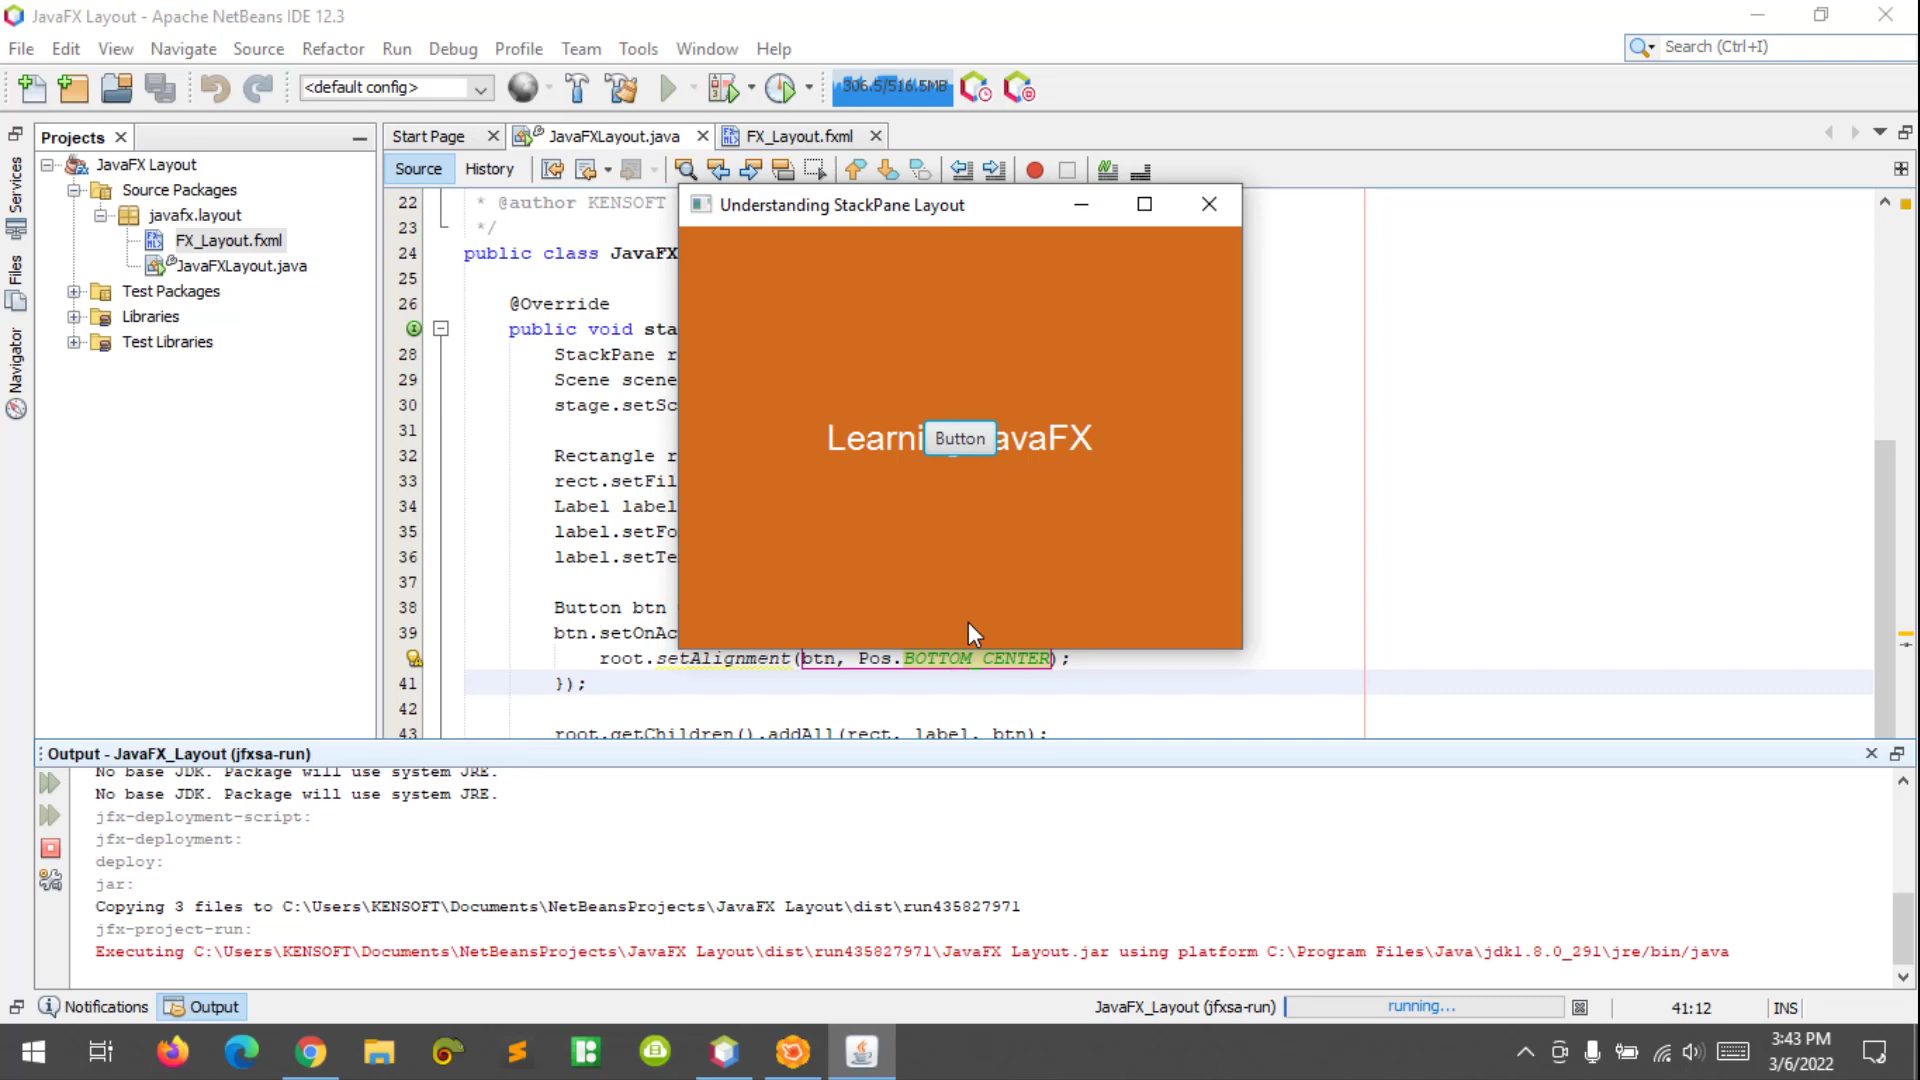 JavaFX Layout - Apache NetBeans IDE 12.3
File Edit View Navigate Source Refactor Run Debug Profile Team Tools Window Help
Search (Ctrl+I)
<default config>
306.5/516.5MB
Projects
Start Page
JavaFXLayout.java
FX_Layout.fxml
Services
Files
Navigator
JavaFX Layout
Source Packages
javafx.layout
FX_Layout.fxml
JavaFXLayout.java
Test Packages
Libraries
Test Libraries
Source History
22 * @author KENSOFT
23 */
24 public class JavaFX
25
26 @Override
public void sta
28 StackPane r
29 Scene scene
30 stage.setSc
31
32 Rectangle r
33 rect.setFil
34 Label label
35 label.setFo
36 label.setTe
37
38 Button btn
39 btn.setOnAc
root.setAlignment(btn, Pos.BOTTOM_CENTER);
41 });
42
43 root.getChildren().addAll(rect, label, btn);
Understanding StackPane Layout
Learni Button avaFX
Output - JavaFX_Layout (jfxsa-run)
No base JDK. Package will use system JRE.
No base JDK. Package will use system JRE.
jfx-deployment-script:
jfx-deployment:
deploy:
jar:
Copying 3 files to C:\Users\KENSOFT\Documents\NetBeansProjects\JavaFX Layout\dist\run435827971
jfx-project-run:
Executing C:\Users\KENSOFT\Documents\NetBeansProjects\JavaFX Layout\dist\run435827971\JavaFX Layout.jar using platform C:\Program Files\Java\jdk1.8.0_291\jre/bin/java
Notifications Output
JavaFX_Layout (jfxsa-run) running... 41:12 INS
3:43 PM
3/6/2022